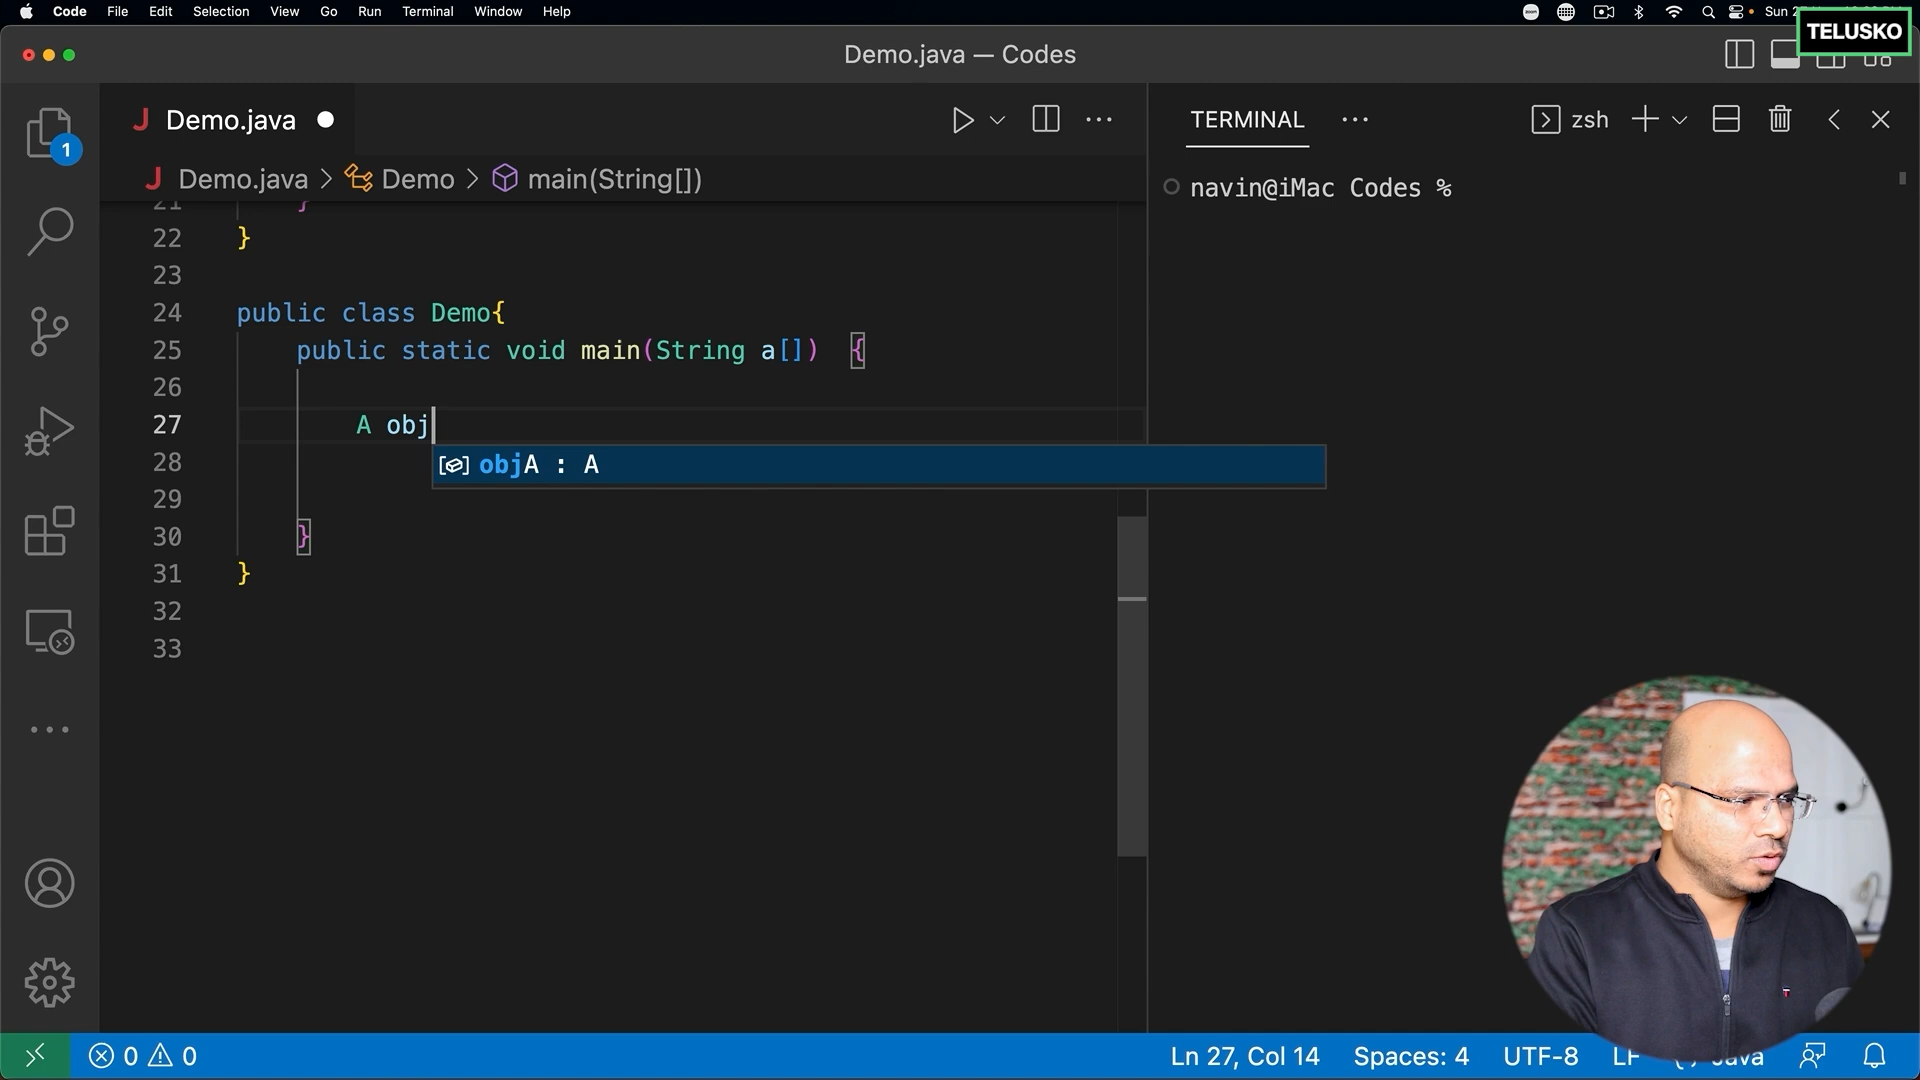 Code File Edit Selection View Go Run Terminal Window Help
zoom
Sun
TELUSKO
Demo.java — Codes
Demo.java
TERMINAL
zsh
1
Demo.java > Demo > main(String[])
navin@iMac Codes %
21 }
22 }
23
24 public class Demo{
25 public static void main(String a[]) {
26
27 A obj
28 objA : A
29
30 }
31 }
32
33
0 0
Ln 27, Col 14 Spaces: 4 UTF-8 LF Java